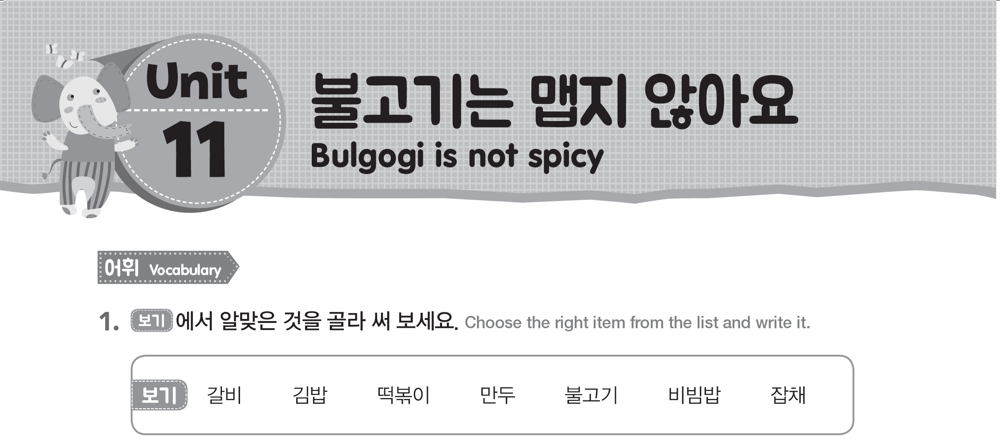 Unit
11
불고기는 맵지 않아요
Bulgogi is not spicy
어휘 Vocabulary
1. 보기 에서 알맞은 것을 골라 써 보세요. Choose the right item from the list and write it.
보기 갈비 김밥 떡볶이 만두 불고기 비빔밥 잡채